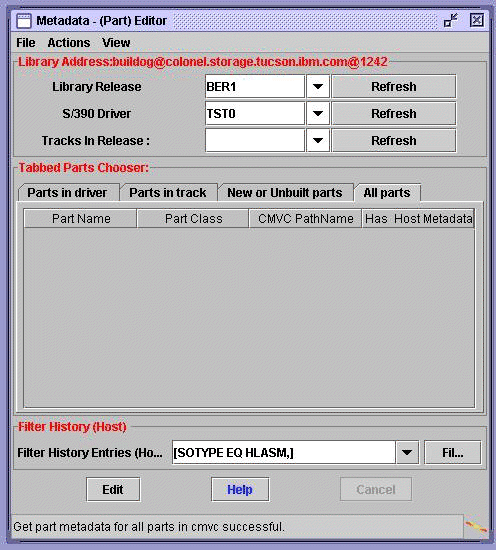 Metadata - (Part) Editor
File Actions View
Library Address:buildog@colonel.storage.tucson.ibm.com@1242
Library Release BER1 Refresh
S/390 Driver TST0 Refresh
Tracks In Release : Refresh
Tabbed Parts Chooser:
Parts in driver Parts in track New or Unbuilt parts All parts
Part Name Part Class CMVC PathName Has Host Metadata
Filter History (Host)
Filter History Entries (Ho... [SOTYPE EQ HLASM,] Fil...
Edit Help Cancel
Get part metadata for all parts in cmvc successful.